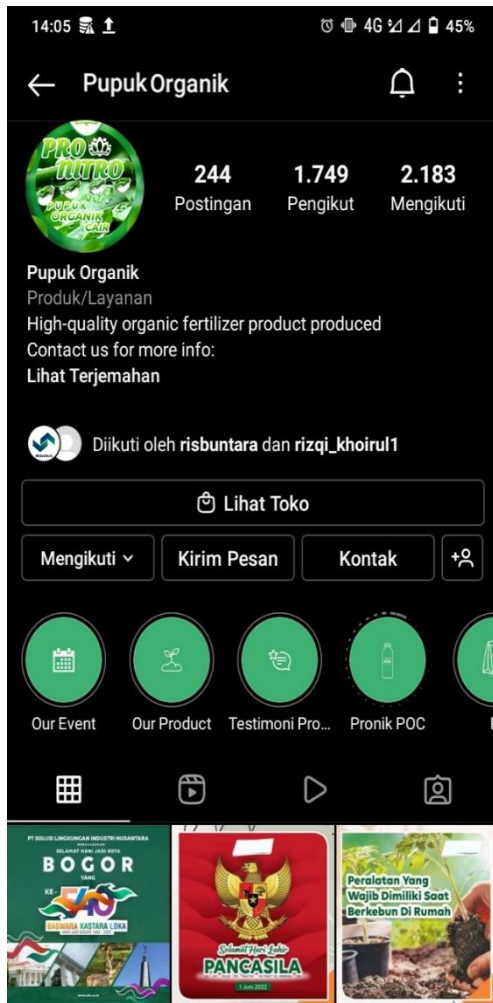 14:05
4G
45%
Pupuk Organik
PRO
NITRO
PUPUK
ORGANIK
CAIR
244
Postingan
1.749
Pengikut
2.183
Mengikuti
Pupuk Organik
Produk/Layanan
High-quality organic fertilizer product produced
Contact us for more info:
Lihat Terjemahan
Diikuti oleh risbuntara dan rizqi_khoirul1
Lihat Toko
Mengikuti
Kirim Pesan
Kontak
Our Event
Our Product
Testimoni Pro...
Pronik POC
PT SOLUSI LINGKUNGAN INDUSTRI NUSANTARA
SELAMAT HARI JADI KOTA
BOGOR
YANG
KE - 540
BASWARA KASTARA LOKA
Selamat Hari Lahir
PANCASILA
1 Juni 2022
Peralatan Yang
Wajib Dimiliki Saat
Berkebun Di Rumah